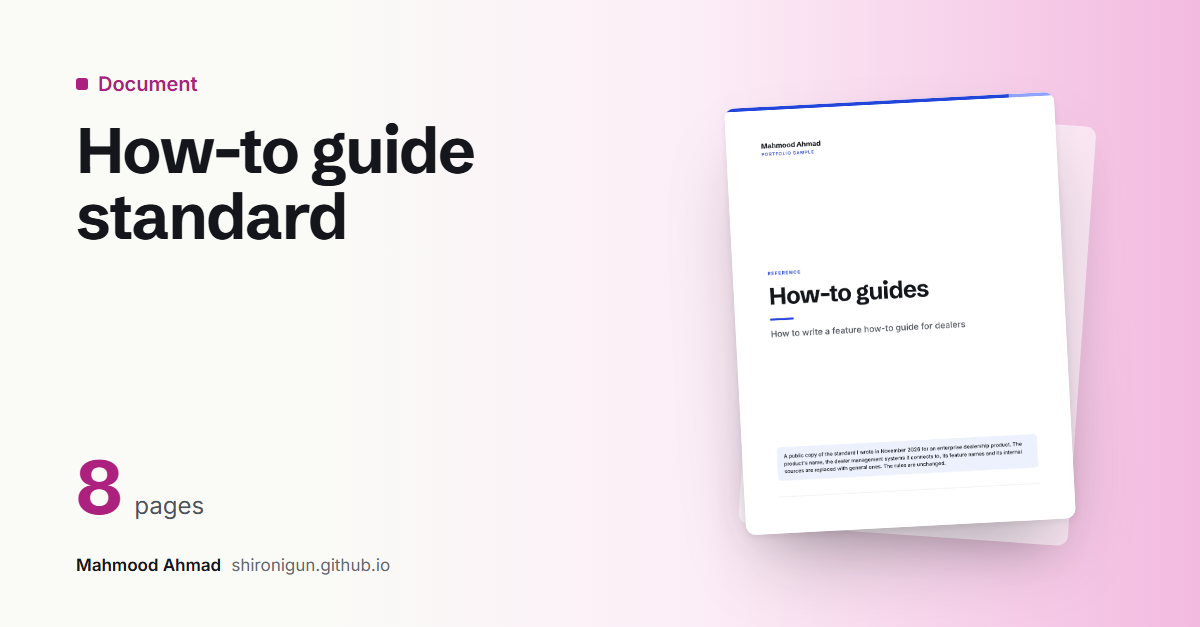 Document
How-to guide
standard
8 pages
Mahmood Ahmad shironigun.github.io
Mahmood Ahmad
PORTFOLIO SAMPLE
REFERENCE
How-to guides
How to write a feature how-to guide for dealers
A public copy of the standard I wrote in November 2026 for an enterprise dealership product. The
product's name, the dealer management systems it connects to, its feature names and its internal
sources are replaced with general ones. The rules are unchanged.